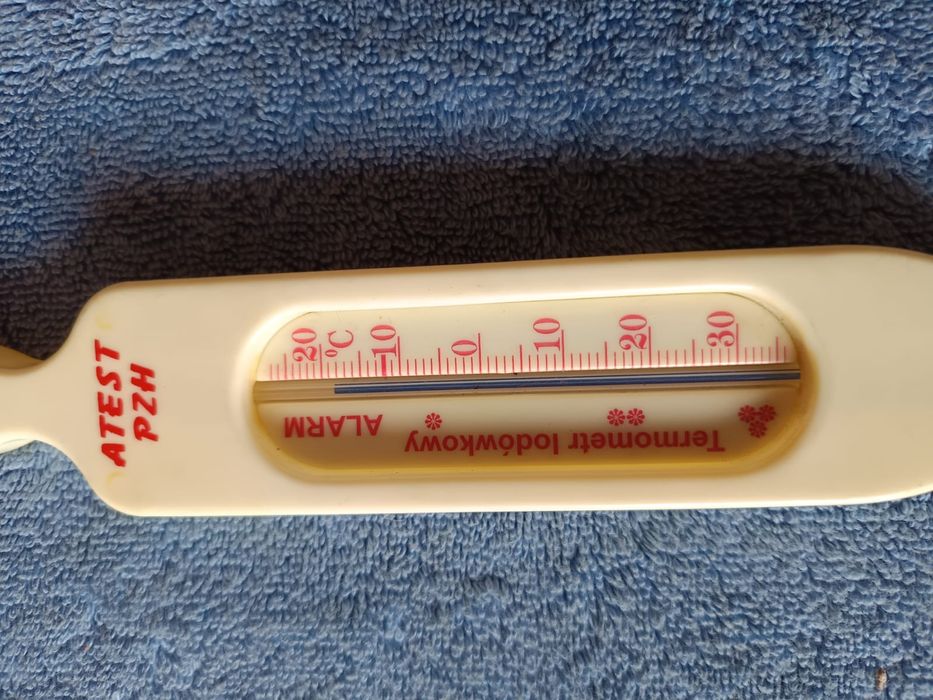 ATEST
PZH
20
°C
-10
0
10
20
30
ALARM
Termometr lodówkowy